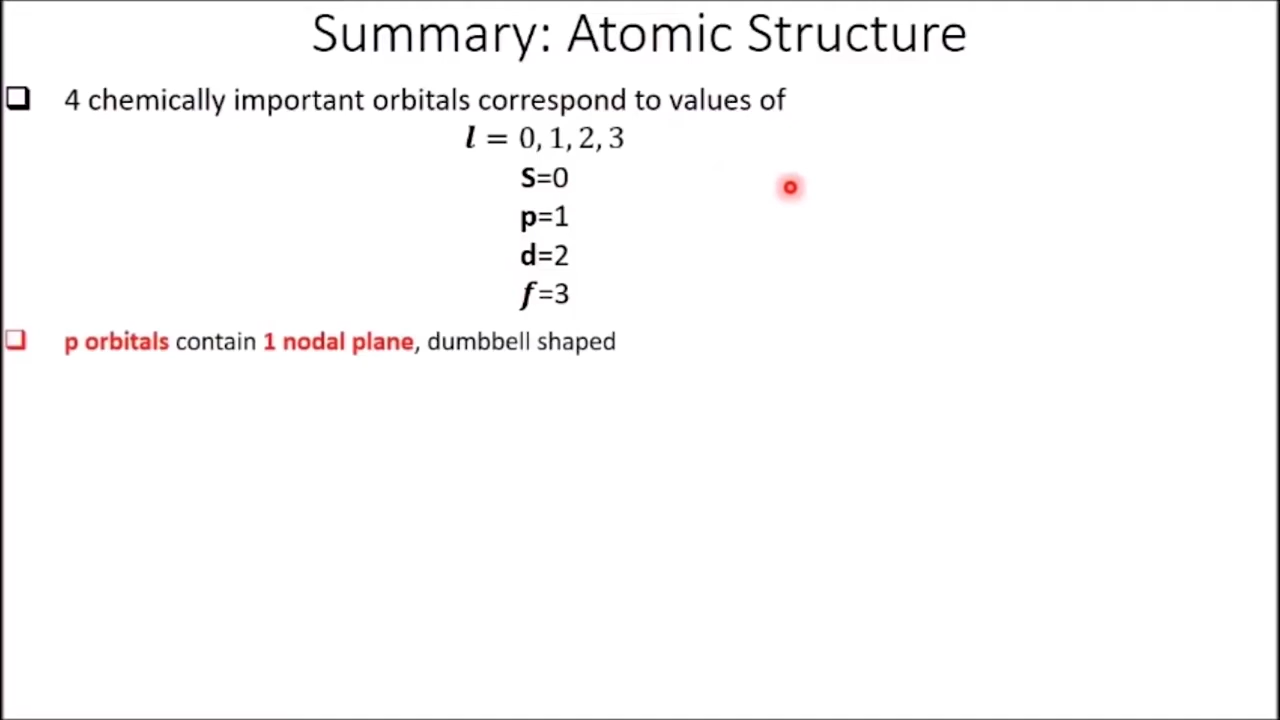 Summary: Atomic Structure
4 chemically important orbitals correspond to values of
l = 0, 1, 2, 3
S=0
p=1
d=2
f=3
p orbitals contain 1 nodal plane, dumbbell shaped